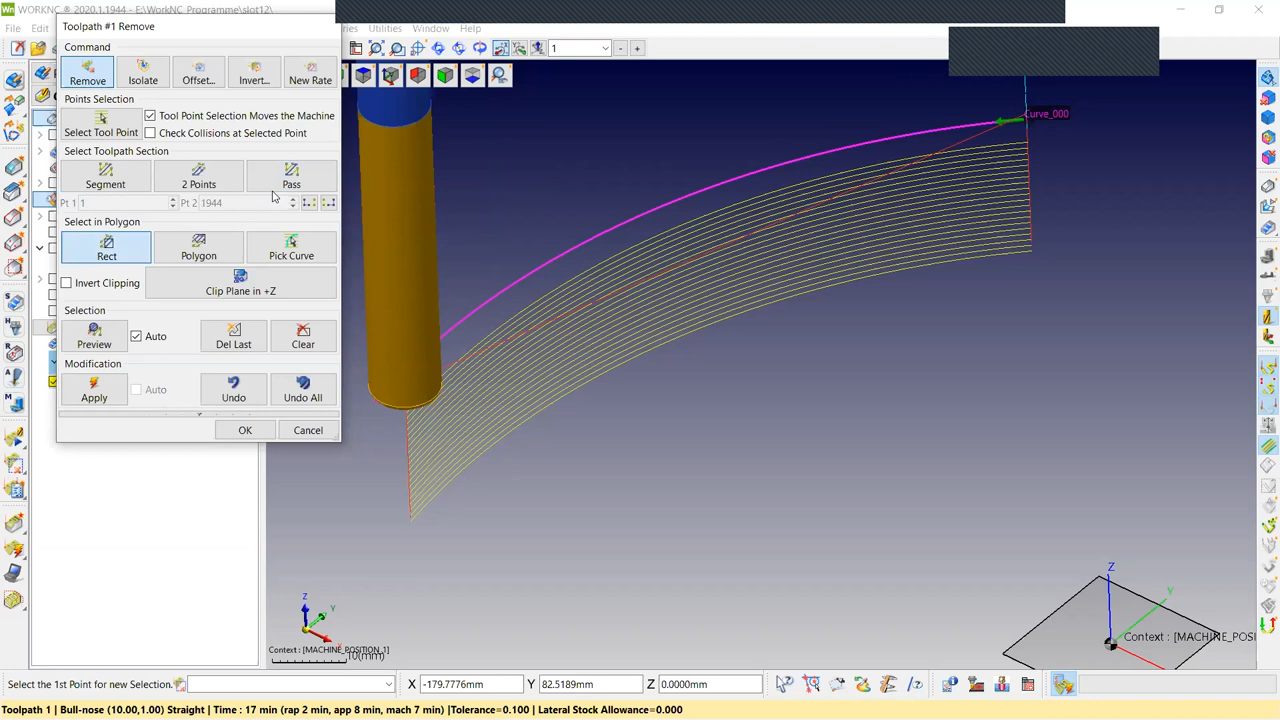 WORKNC ® 2020.1.1944 - E:\WorkNC Programme\slot12\
File Edit
Utilities Window Help
1
Toolpath #1 Remove
Command
Remove Isolate Offset... Invert... New Rate
Points Selection
Select Tool Point
Tool Point Selection Moves the Machine
Check Collisions at Selected Point
Select Toolpath Section
Segment 2 Points Pass
Pt 1 1 Pt 2 1944
Select in Polygon
Rect Polygon Pick Curve
Invert Clipping Clip Plane in +Z
Selection
Preview Auto Del Last Clear
Modification
Apply Auto Undo Undo All
OK Cancel
Curve_000
Z
Y
X
Context : [MACHINE_POSITION_1]
10(mm)
Z
Y
Context : [MACHINE_POSI
Select the 1st Point for new Selection. X -179.7776mm Y 82.5189mm Z 0.0000mm
Toolpath 1 | Bull-nose (10.00,1.00) Straight | Time : 17 min (rap 2 min, app 8 min, mach 7 min) |Tolerance=0.100 | Lateral Stock Allowance=0.000